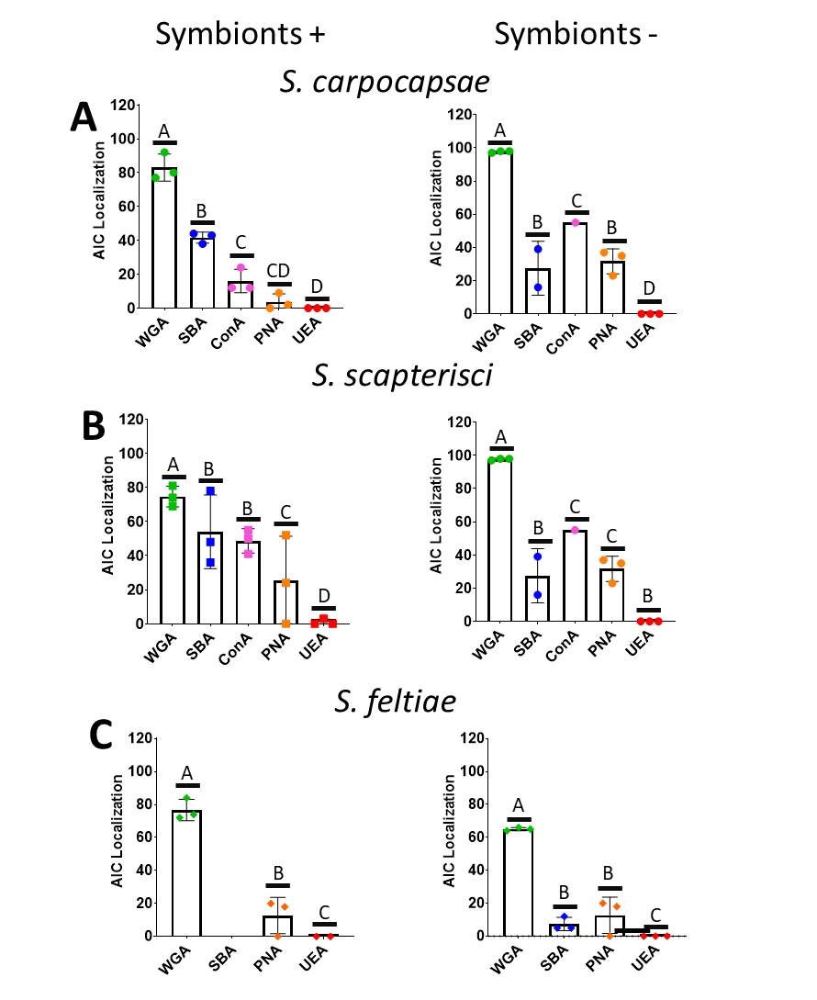 Symbionts + Symbionts -
S. carpocapsae
A
120
100
80
60
40
20
0
AIC Localization
A
B
C
CD
D
WGA SBA ConA PNA UEA
120
100
80
60
40
20
0
AIC Localization
A
B
C
B
D
WGA SBA ConA PNA UEA
S. scapterisci
B
120
100
80
60
40
20
0
AIC Localization
A
B
B
C
D
WGA SBA ConA PNA UEA
120
100
80
60
40
20
0
AIC Localization
A
B
C
C
B
WGA SBA ConA PNA UEA
S. feltiae
C
120
100
80
60
40
20
0
AIC Localization
A
B
C
WGA SBA PNA UEA
120
100
80
60
40
20
0
AIC Localization
A
B
B
C
WGA SBA PNA UEA